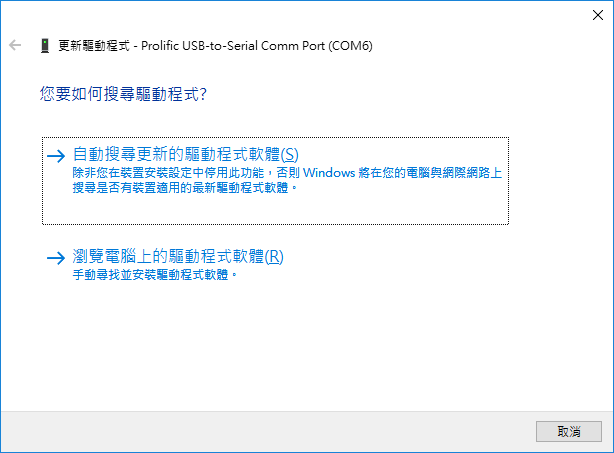 更新驅動程式 - Prolific USB-to-Serial Comm Port (COM6)
您要如何搜尋驅動程式?
自動搜尋更新的驅動程式軟體(S)
除非您在裝置安裝設定中停用此功能，否則 Windows 將在您的電腦與網際網路上
搜尋是否有裝置適用的最新驅動程式軟體。
瀏覽電腦上的驅動程式軟體(R)
手動尋找並安裝驅動程式軟體。
取消